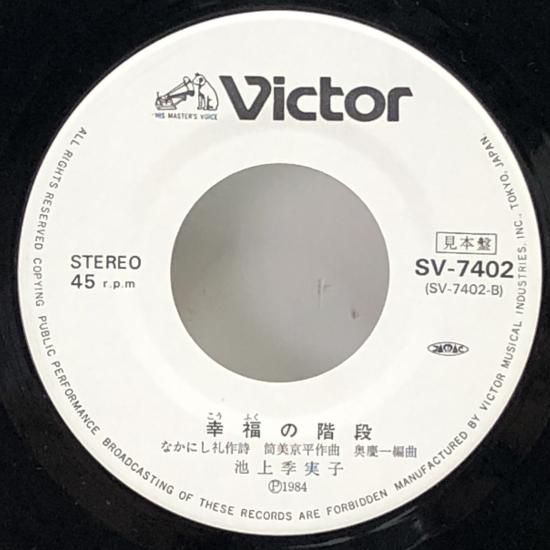 Victor
"HIS MASTER'S VOICE"
STEREO
45 r.p.m
見本盤
SV-7402
(SV-7402-B)
こう ふく
幸福の階段
なかにし礼作詩 筒美京平作曲 奥慶一編曲
池上季実子
Ⓟ1984
ALL RIGHTS RESERVED COPYING PUBLIC PERFORMANCE BROADCASTING OF THESE RECORDS ARE FORBIDDEN MANUFACTURED BY VICTOR MUSICAL INDUSTRIES, INC., TOKYO, JAPAN.